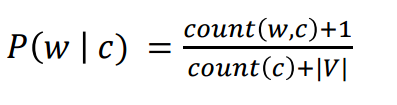 P(w | c) = count(w,c)+1 / count(c)+|V|